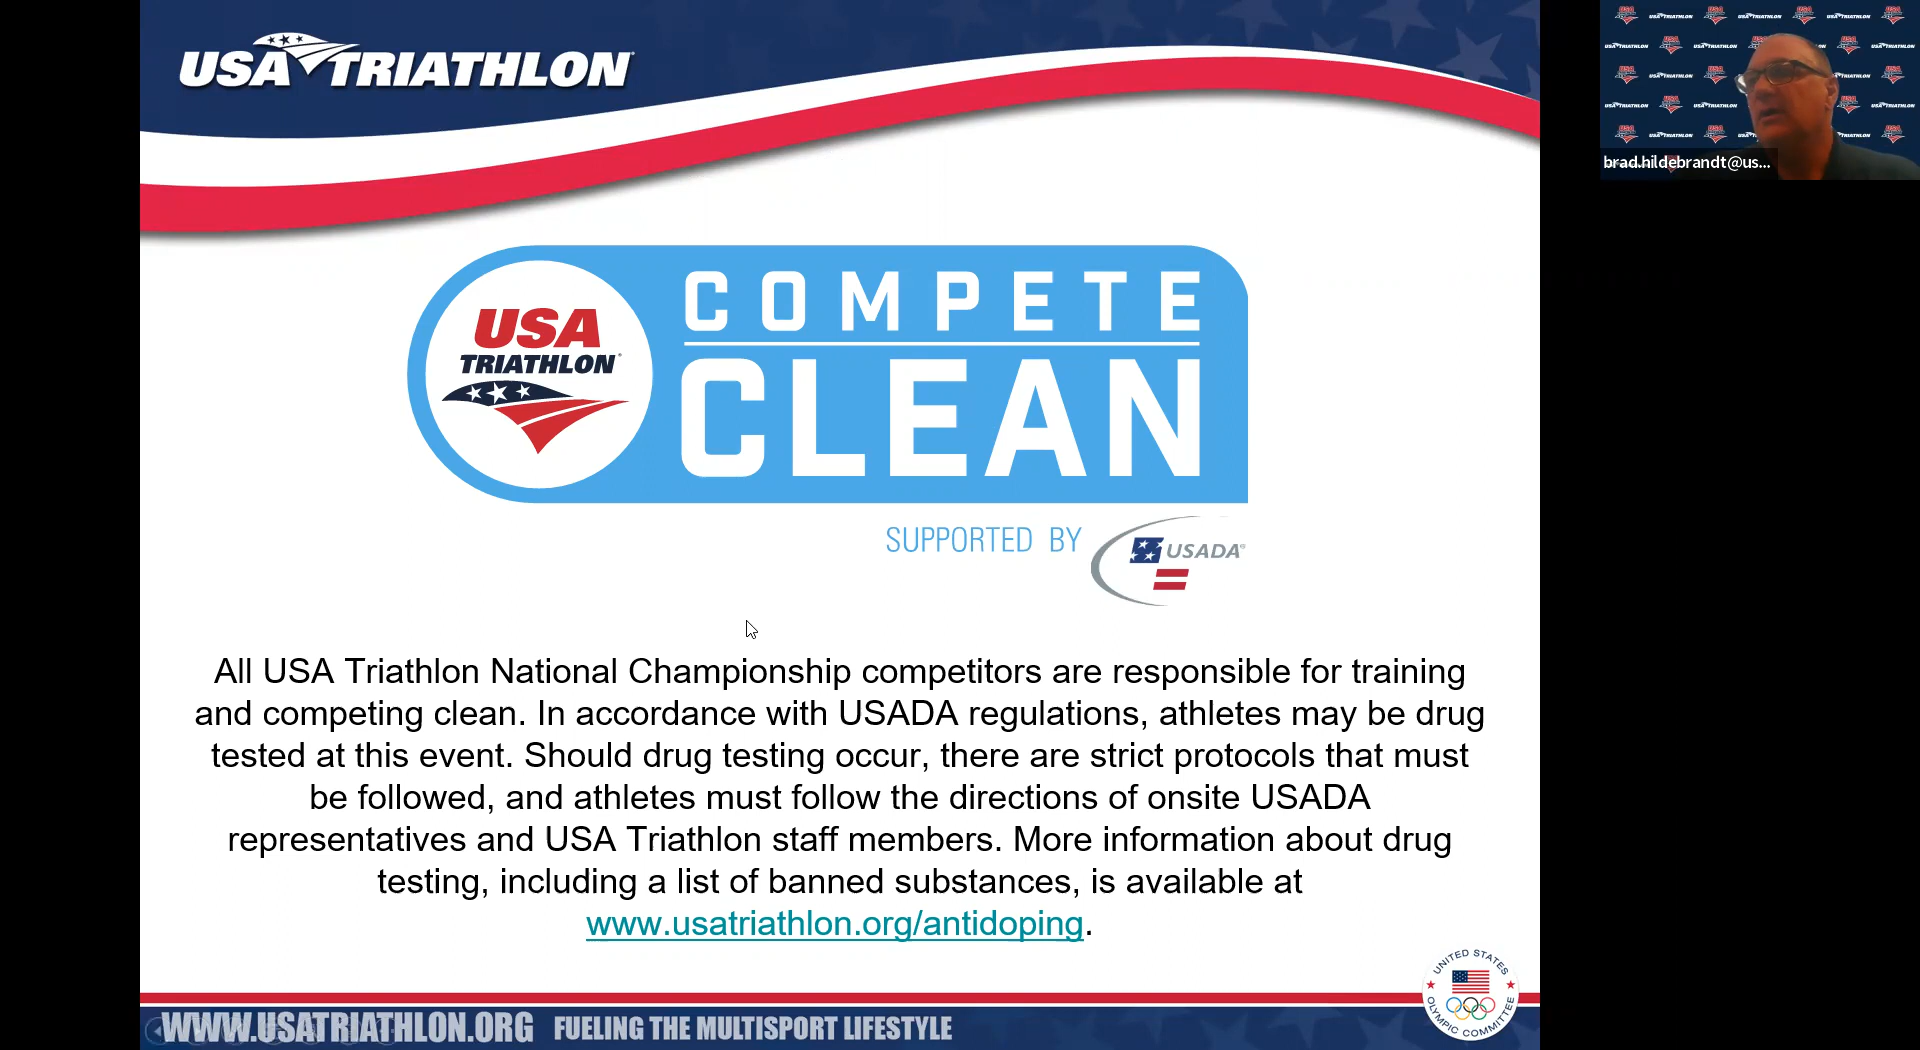 USA TRIATHLON
brad.hildebrandt@us...
USA
TRIATHLON
COMPETE
CLEAN
SUPPORTED BY
USADA
All USA Triathlon National Championship competitors are responsible for training
and competing clean. In accordance with USADA regulations, athletes may be drug
tested at this event. Should drug testing occur, there are strict protocols that must
be followed, and athletes must follow the directions of onsite USADA
representatives and USA Triathlon staff members. More information about drug
testing, including a list of banned substances, is available at
www.usatriathlon.org/antidoping.
UNITED STATES
OLYMPIC COMMITTEE
WWW.USATRIATHLON.ORG FUELING THE MULTISPORT LIFESTYLE